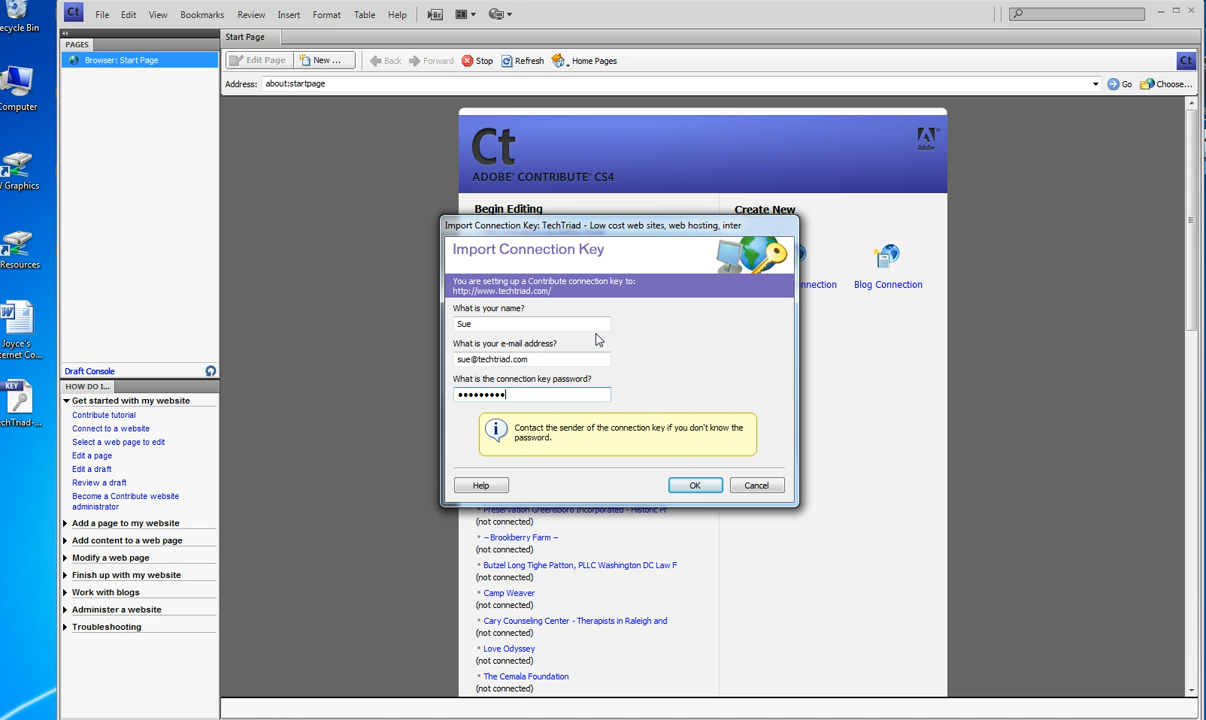 Recycle Bin
Computer
Graphics
Resources
Joyce's
Internet Co...
KEY
TechTriad-...
Ct
File Edit View Bookmarks Review Insert Format Table Help
Br
PAGES
Browser: Start Page
Start Page
Edit Page New ... Back Forward Stop Refresh Home Pages
Ct
Address: about:startpage
Go Choose...
Ct
ADOBE® CONTRIBUTE® CS4
Adobe
Begin Editing
Create New
Connection
Blog Connection
Import Connection Key: TechTriad - Low cost web sites, web hosting, inter
Import Connection Key
You are setting up a Contribute connection key to:
http://www.techtriad.com/
What is your name?
Sue
What is your e-mail address?
sue@techtriad.com
What is the connection key password?
•••••••••
Contact the sender of the connection key if you don't know the
password.
Help OK Cancel
* Preservation Greensboro Incorporated - Historic Pr
(not connected)
* – Brookberry Farm –
(not connected)
* Butzel Long Tighe Patton, PLLC Washington DC Law F
(not connected)
* Camp Weaver
(not connected)
* Cary Counseling Center - Therapists in Raleigh and
(not connected)
* Love Odyssey
(not connected)
* The Cemala Foundation
(not connected)
Draft Console
HOW DO I...
Get started with my website
Contribute tutorial
Connect to a website
Select a web page to edit
Edit a page
Edit a draft
Review a draft
Become a Contribute website
administrator
Add a page to my website
Add content to a web page
Modify a web page
Finish up with my website
Work with blogs
Administer a website
Troubleshooting